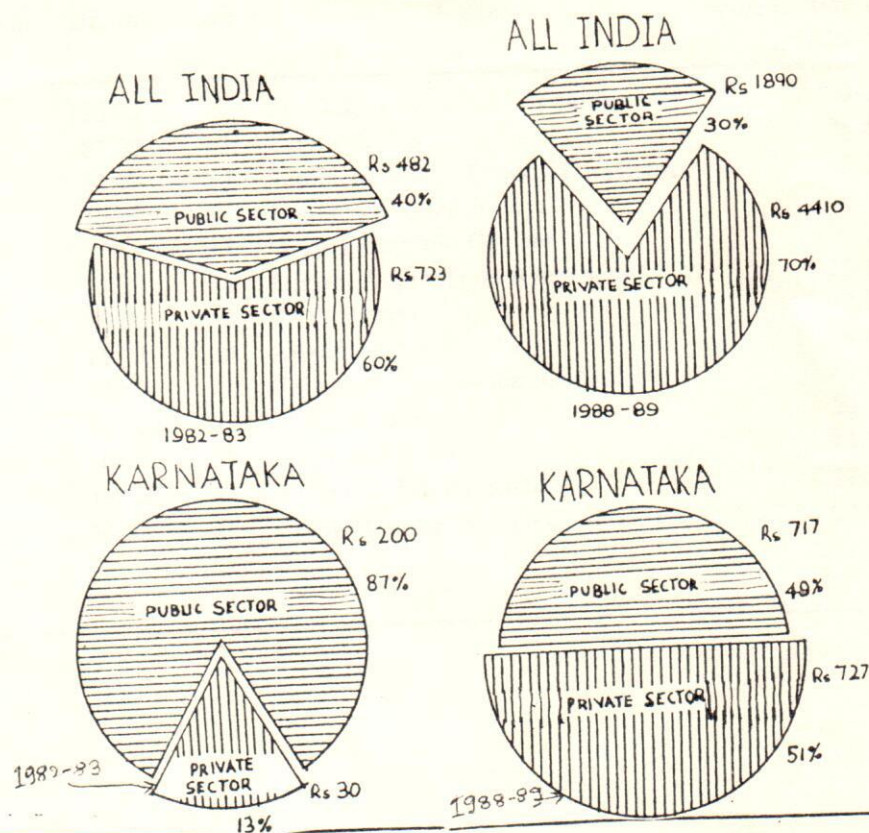 ALL INDIA
Rs 482
40%
PUBLIC SECTOR
Rs 723
PRIVATE SECTOR
60%
1982-83
ALL INDIA
Rs 1890
PUBLIC
SECTOR
30%
Rs 4410
70%
PRIVATE SECTOR
1988-89
KARNATAKA
Rs 200
87%
PUBLIC SECTOR
PRIVATE
SECTOR
1982-83
Rs 30
13%
KARNATAKA
Rs 717
49%
PUBLIC SECTOR
Rs 727
PRIVATE SECTOR
51%
1988-89